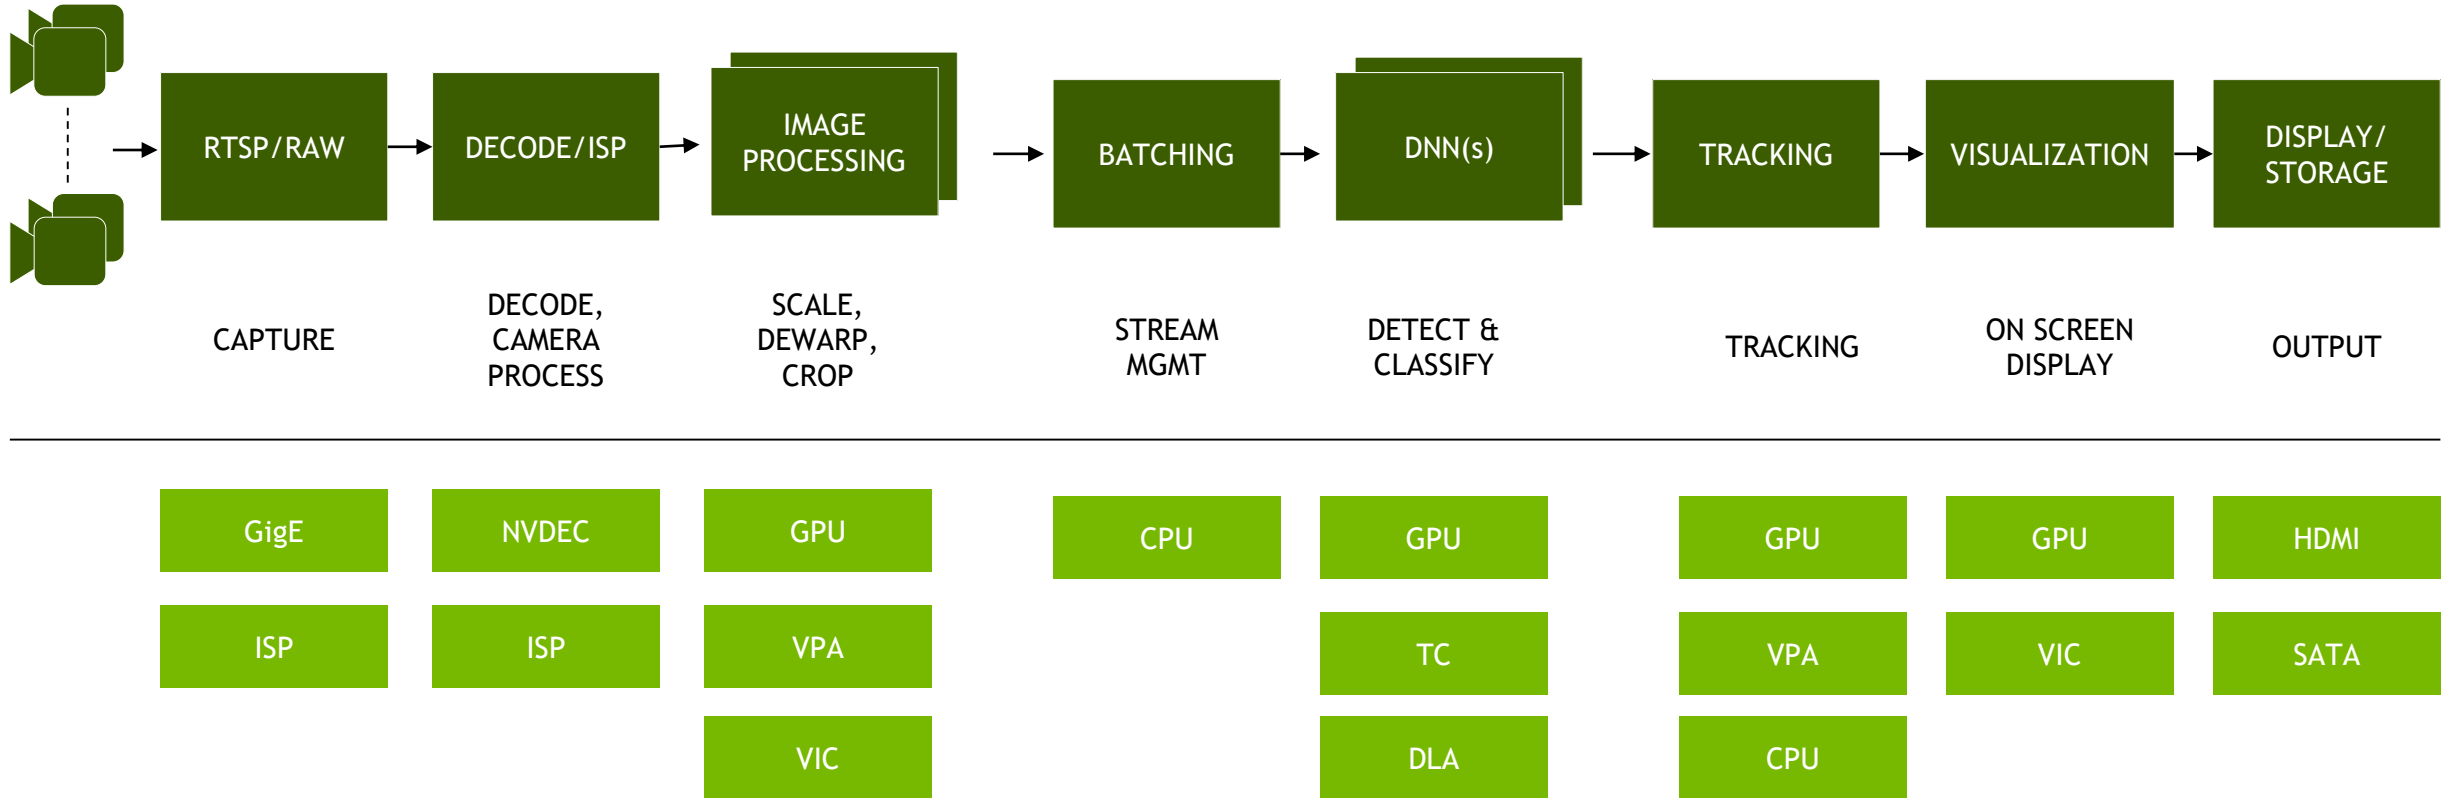 RTSP/RAW
DECODE/ISP
IMAGE
PROCESSING
BATCHING
DNN(s)
TRACKING
VISUALIZATION
DISPLAY/
STORAGE
CAPTURE
DECODE,
CAMERA
PROCESS
SCALE,
DEWARP,
CROP
STREAM
MGMT
DETECT &
CLASSIFY
TRACKING
ON SCREEN
DISPLAY
OUTPUT
GigE
NVDEC
GPU
CPU
GPU
GPU
GPU
HDMI
ISP
ISP
VPA
TC
VPA
VIC
SATA
VIC
DLA
CPU